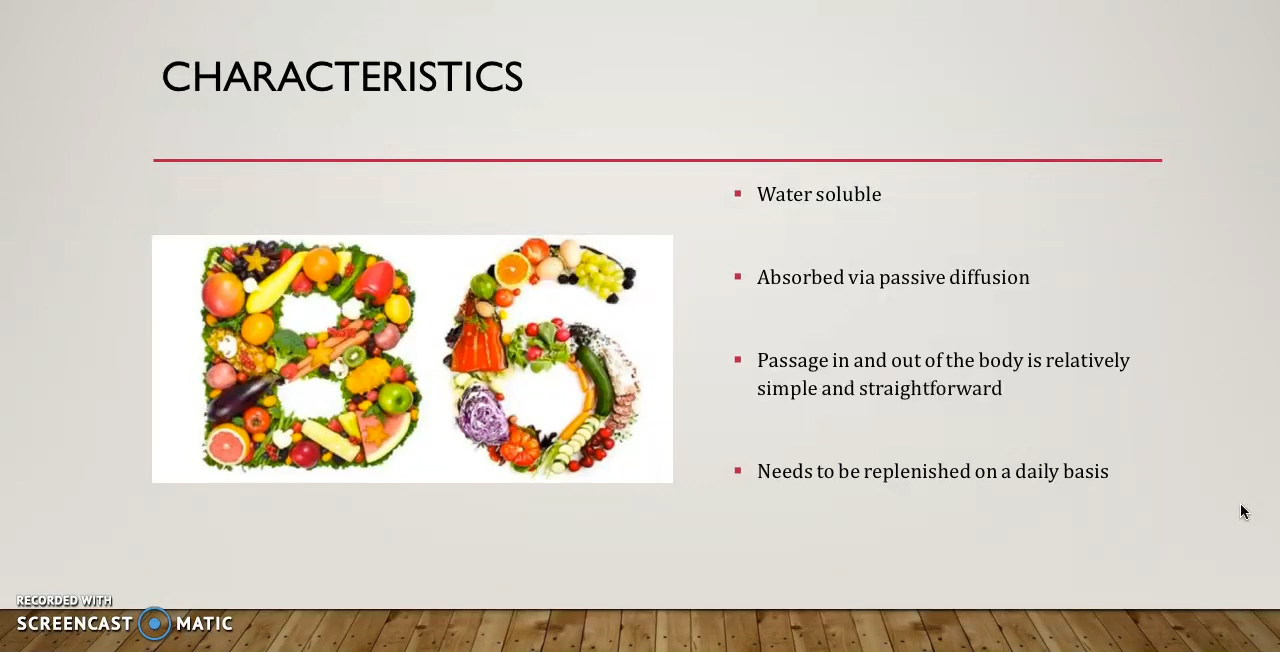 CHARACTERISTICS
Water soluble
Absorbed via passive diffusion
Passage in and out of the body is relatively
simple and straightforward
Needs to be replenished on a daily basis
B6
RECORDED WITH
SCREENCAST MATIC